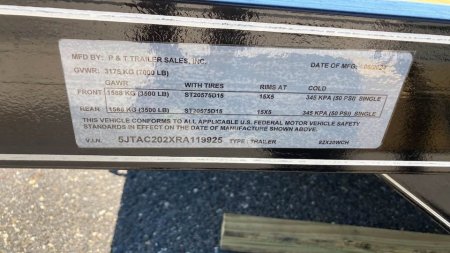 MFD BY: P & T TRAILER SALES, INC. DATE OF MFG.:
GVWR: 3175 KG (7000 LB)
GAWR WITH TIRES RIMS AT COLD
FRONT: 1588 KG (3500 LB) ST20575D15 15X5 345 KPA (50 PSI) SINGLE
REAR: 1588 KG (3500 LB) ST20575D15 15X5 345 KPA (50 PSI) SINGLE
THIS VEHICLE CONFORMS TO ALL APPLICABLE U.S. FEDERAL MOTOR VEHICLE SAFETY
STANDARDS IN EFFECT ON THE DATE OF MANUFACTURE SHOWN ABOVE.
V.I.N. 5JTAC202XRA119925 TYPE: TRAILER 82X20WCH